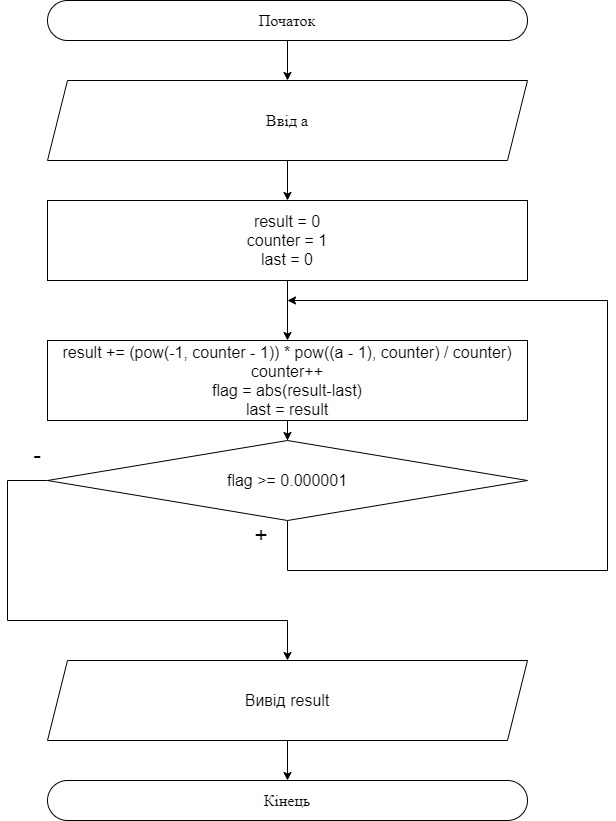 Початок
Ввід a
result = 0
counter = 1
last = 0
result += (pow(-1, counter - 1)) * pow((a - 1), counter) / counter)
counter++
flag = abs(result-last)
last = result
-
flag >= 0.000001
+
Вивід result
Кінець